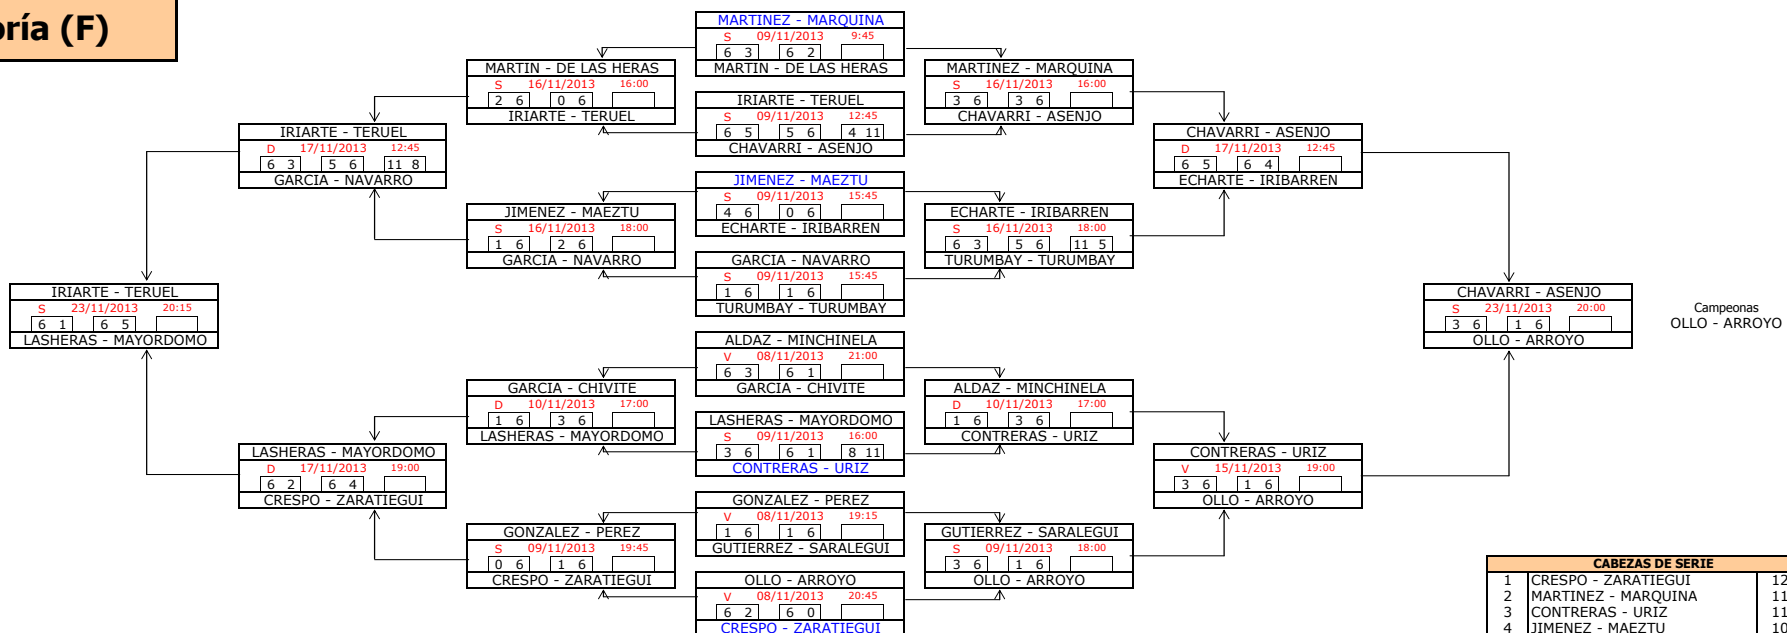 oría (F)
MARTINEZ - MARQUINA
S 09/11/2013 9:45
6 3 6 2
MARTIN - DE LAS HERAS
IRIARTE - TERUEL
S 09/11/2013 12:45
6 5 5 6 4 11
CHAVARRI - ASENJO
JIMENEZ - MAEZTU
S 09/11/2013 15:45
4 6 0 6
ECHARTE - IRIBARREN
GARCIA - NAVARRO
S 09/11/2013 15:45
1 6 1 6
TURUMBAY - TURUMBAY
ALDAZ - MINCHINELA
V 08/11/2013 21:00
6 3 6 1
GARCIA - CHIVITE
LASHERAS - MAYORDOMO
S 09/11/2013 16:00
3 6 6 1 8 11
CONTRERAS - URIZ
GONZALEZ - PEREZ
V 08/11/2013 19:15
1 6 1 6
GUTIERREZ - SARALEGUI
OLLO - ARROYO
V 08/11/2013 20:45
6 2 6 0
CRESPO - ZARATIEGUI
MARTIN - DE LAS HERAS
S 16/11/2013 16:00
2 6 0 6
IRIARTE - TERUEL
JIMENEZ - MAEZTU
S 16/11/2013 18:00
1 6 2 6
GARCIA - NAVARRO
GARCIA - CHIVITE
D 10/11/2013 17:00
1 6 3 6
LASHERAS - MAYORDOMO
GONZALEZ - PEREZ
S 09/11/2013 19:45
0 6 1 6
CRESPO - ZARATIEGUI
IRIARTE - TERUEL
D 17/11/2013 12:45
6 3 5 6 11 8
GARCIA - NAVARRO
LASHERAS - MAYORDOMO
D 17/11/2013 19:00
6 2 6 4
CRESPO - ZARATIEGUI
IRIARTE - TERUEL
S 23/11/2013 20:15
6 1 6 5
LASHERAS - MAYORDOMO
MARTINEZ - MARQUINA
S 16/11/2013 16:00
3 6 3 6
CHAVARRI - ASENJO
ECHARTE - IRIBARREN
S 16/11/2013 18:00
6 3 5 6 11 5
TURUMBAY - TURUMBAY
ALDAZ - MINCHINELA
D 10/11/2013 17:00
1 6 3 6
CONTRERAS - URIZ
GUTIERREZ - SARALEGUI
S 09/11/2013 18:00
3 6 1 6
OLLO - ARROYO
CHAVARRI - ASENJO
D 17/11/2013 12:45
6 5 6 4
ECHARTE - IRIBARREN
CONTRERAS - URIZ
V 15/11/2013 19:00
3 6 1 6
OLLO - ARROYO
CHAVARRI - ASENJO
S 23/11/2013 20:00
3 6 1 6
OLLO - ARROYO
Campeonas
OLLO - ARROYO
CABEZAS DE SERIE
1 CRESPO - ZARATIEGUI 12
2 MARTINEZ - MARQUINA 11
3 CONTRERAS - URIZ 11
4 JIMENEZ - MAEZTU 10